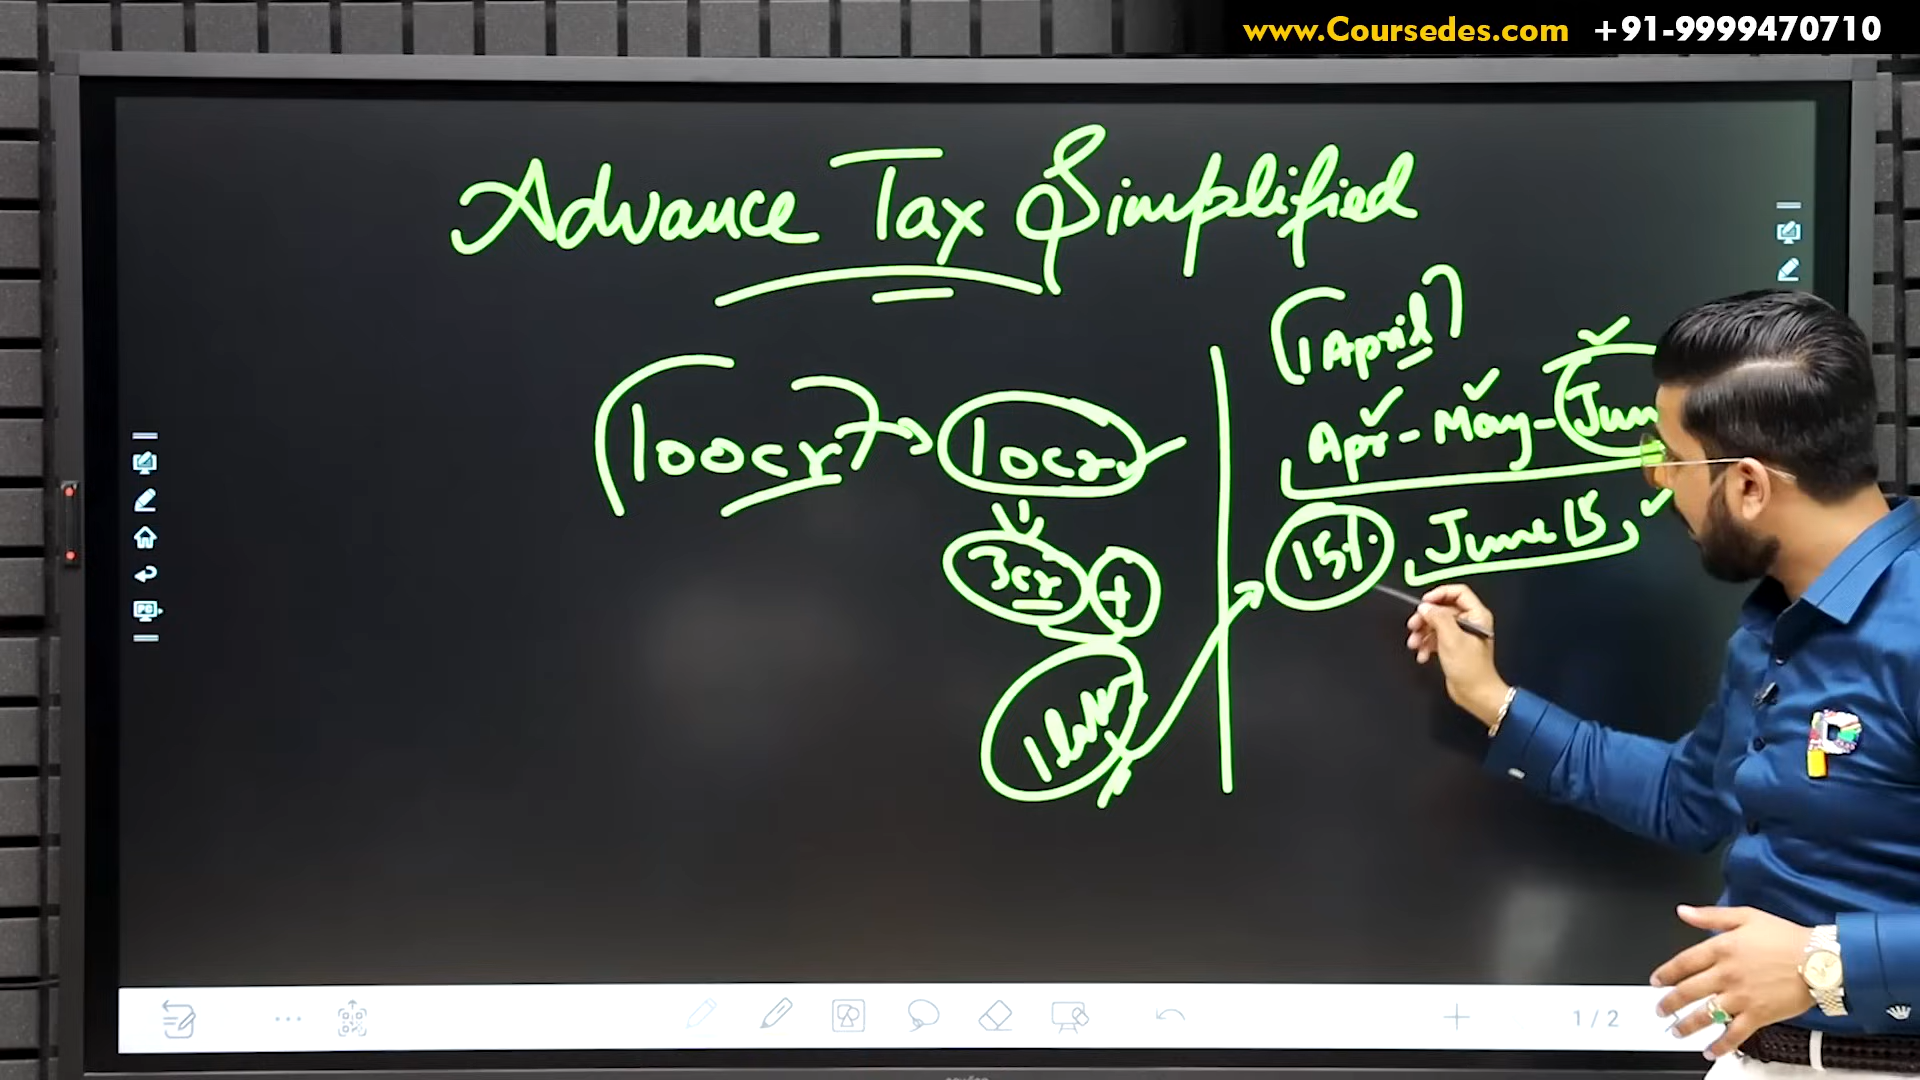 www.Coursedes.com +91-9999470710
Advance Tax Simplified
100cr
10cr
3cr +
1 April
Apr - May - Jun
15% June 15
1 / 2